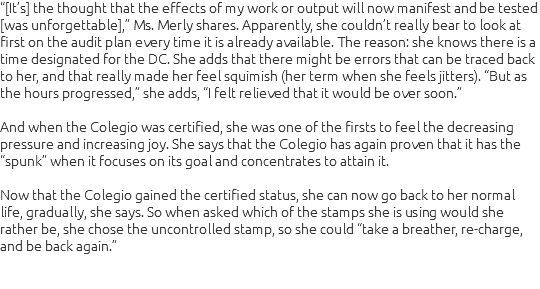 “[It’s] the thought that the effects of my work or output will now manifest and be tested
[was unforgettable],” Ms. Merly shares. Apparently, she couldn’t really bear to look at
first on the audit plan every time it is already available. The reason: she knows there is a
time designated for the DC. She adds that there might be errors that can be traced back
to her, and that really made her feel squimish (her term when she feels jitters). “But as
the hours progressed,” she adds, “I felt relieved that it would be over soon.”
And when the Colegio was certified, she was one of the firsts to feel the decreasing
pressure and increasing joy. She says that the Colegio has again proven that it has the
“spunk” when it focuses on its goal and concentrates to attain it.
Now that the Colegio gained the certified status, she can now go back to her normal
life, gradually, she says. So when asked which of the stamps she is using would she
rather be, she chose the uncontrolled stamp, so she could “take a breather, re-charge,
and be back again.”